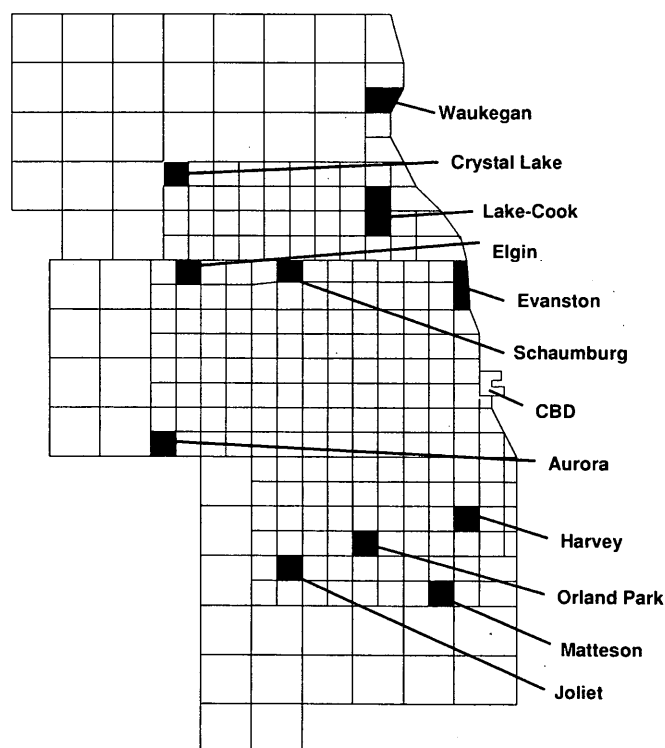 Waukegan
Crystal Lake
Lake-Cook
Elgin
Evanston
Schaumburg
CBD
Aurora
Harvey
Orland Park
Matteson
Joliet